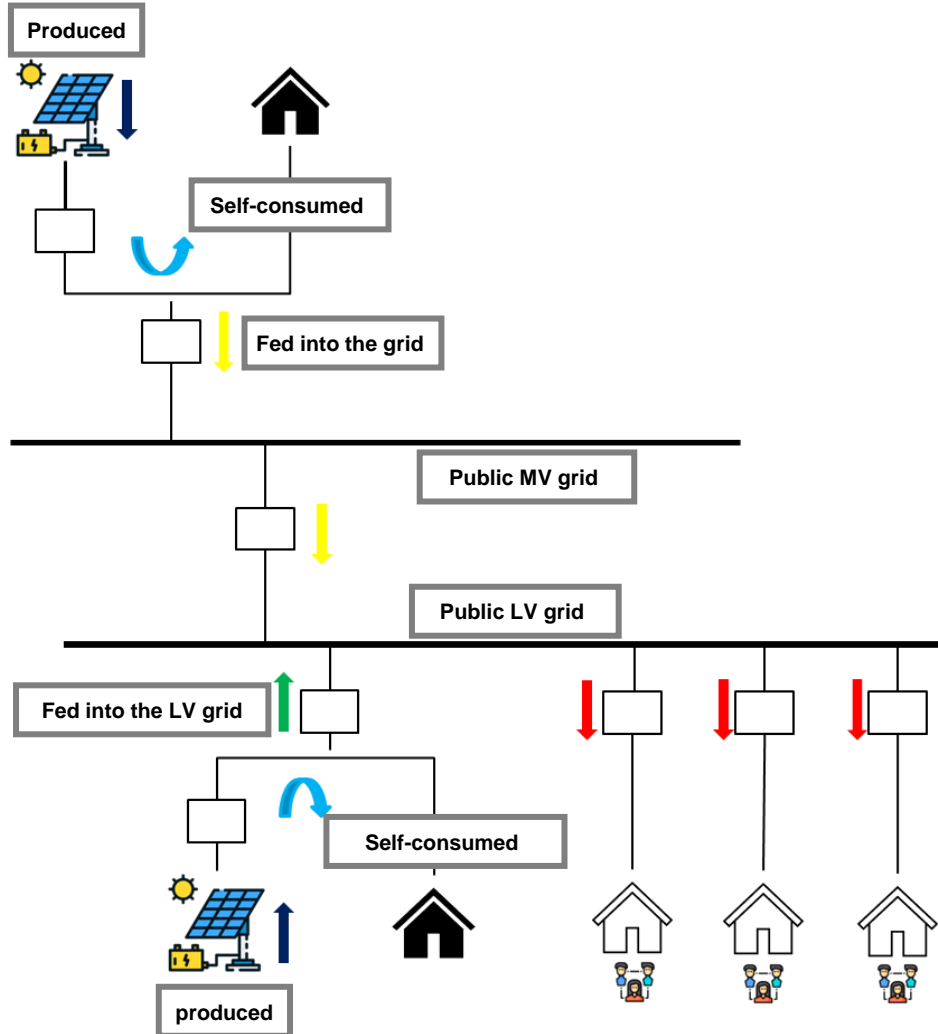 Produced
Self-consumed
Fed into the grid
Public MV grid
Public LV grid
Fed into the LV grid
Self-consumed
produced